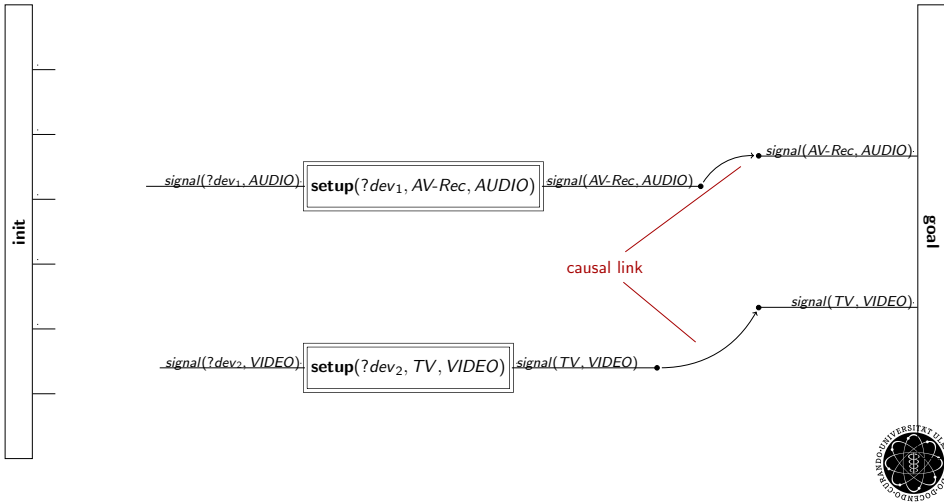 init
signal(?dev₁, AUDIO)
setup(?dev₁, AV-Rec, AUDIO)
signal(AV-Rec, AUDIO)
signal(AV-Rec, AUDIO)
causal link
signal(TV, VIDEO)
signal(?dev₂, VIDEO)
setup(?dev₂, TV, VIDEO)
signal(TV, VIDEO)
goal